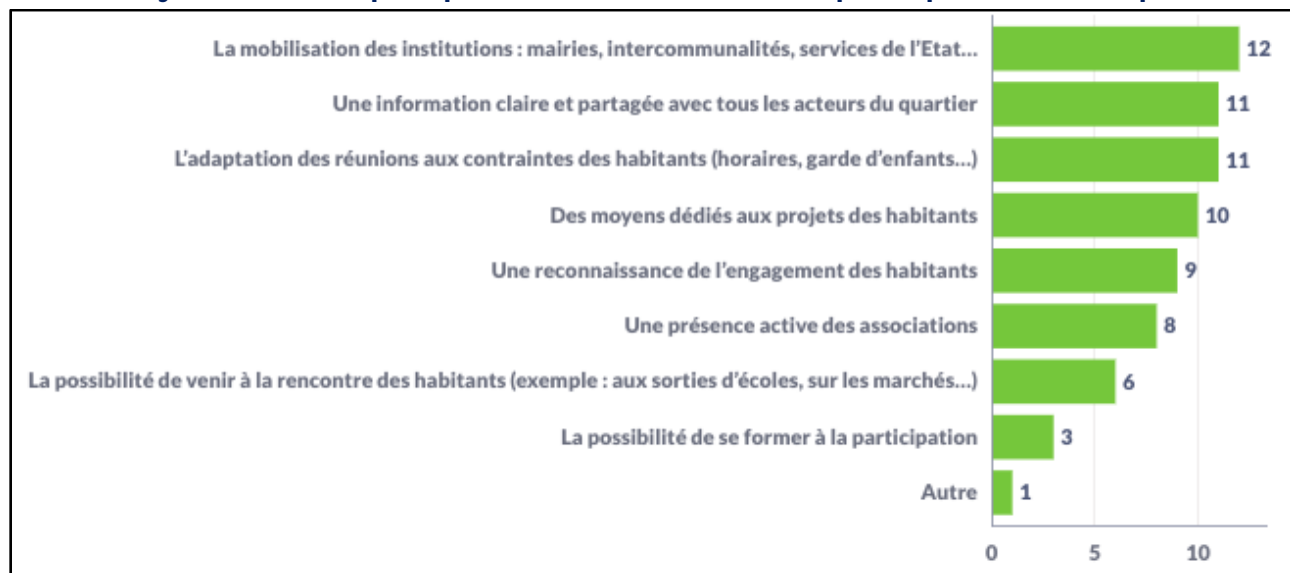 La mobilisation des institutions : mairies, intercommunalités, services de l'Etat... 12
Une information claire et partagée avec tous les acteurs du quartier 11
L'adaptation des réunions aux contraintes des habitants (horaires, garde d'enfants...) 11
Des moyens dédiés aux projets des habitants 10
Une reconnaissance de l'engagement des habitants 9
Une présence active des associations 8
La possibilité de venir à la rencontre des habitants (exemple : aux sorties d'écoles, sur les marchés...) 6
La possibilité de se former à la participation 3
Autre 1
0 5 10